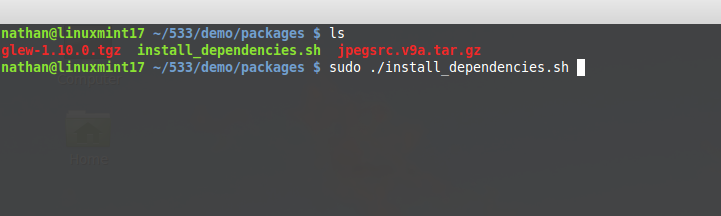 nathan@linuxmint17 ~/533/demo/packages $ ls
glew-1.10.0.tgz install_dependencies.sh jpegsrc.v9a.tar.gz
nathan@linuxmint17 ~/533/demo/packages $ sudo ./install_dependencies.sh
Home